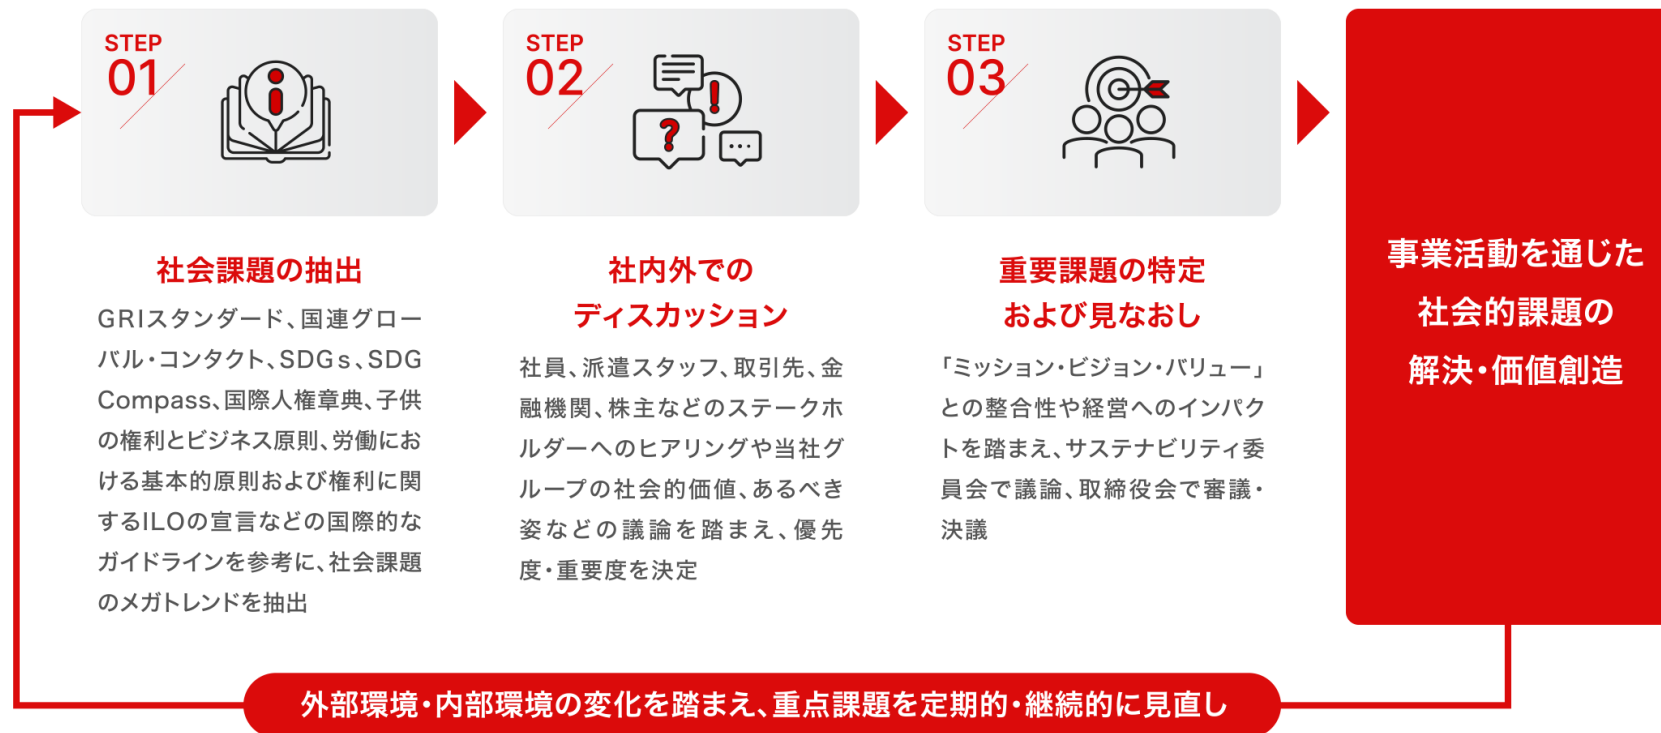 STEP
01
社会課題の抽出
GRIスタンダード、国連グロー
バル・コンタクト、SDGs、SDG
Compass、国際人権章典、子供
の権利とビジネス原則、労働にお
ける基本的原則および権利に関
するILOの宣言などの国際的な
ガイドラインを参考に、社会課題
のメガトレンドを抽出
STEP
02
社内外での
ディスカッション
社員、派遣スタッフ、取引先、金
融機関、株主などのステークホ
ルダーへのヒアリングや当社グ
ループの社会的価値、あるべき
姿などの議論を踏まえ、優先
度・重要度を決定
STEP
03
重要課題の特定
および見なおし
「ミッション・ビジョン・バリュー」
との整合性や経営へのインパク
トを踏まえ、サステナビリティ委
員会で議論、取締役会で審議・
決議
事業活動を通じた
社会的課題の
解決・価値創造
外部環境・内部環境の変化を踏まえ、重点課題を定期的・継続的に見直し